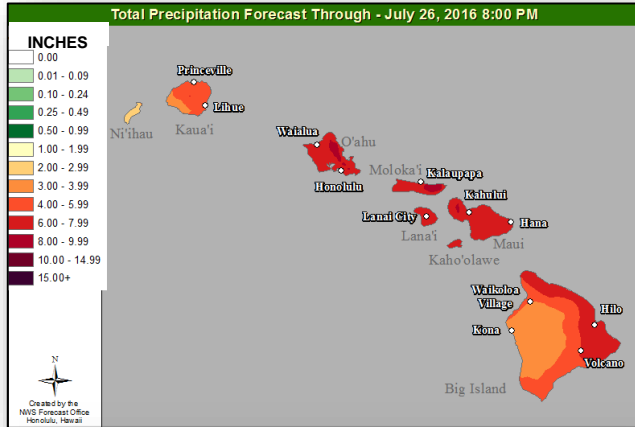 Total Precipitation Forecast Through - July 26, 2016 8:00 PM
INCHES
0.00
0.01 - 0.09
0.10 - 0.24
0.25 - 0.49
0.50 - 0.99
1.00 - 1.99
2.00 - 2.99
3.00 - 3.99
4.00 - 5.99
6.00 - 7.99
8.00 - 9.99
10.00 - 14.99
15.00+
Princeville
Lihue
Ni'ihau
Kaua'i
Waialua
O'ahu
Honolulu
Moloka'i
Kalaupapa
Kahului
Lanai City
Hana
Lana'i
Maui
Kaho'olawe
Waikoloa
Village
Hilo
Kona
Volcano
Big Island
N
Created by the
NWS Forecast Office
Honolulu, Hawaii